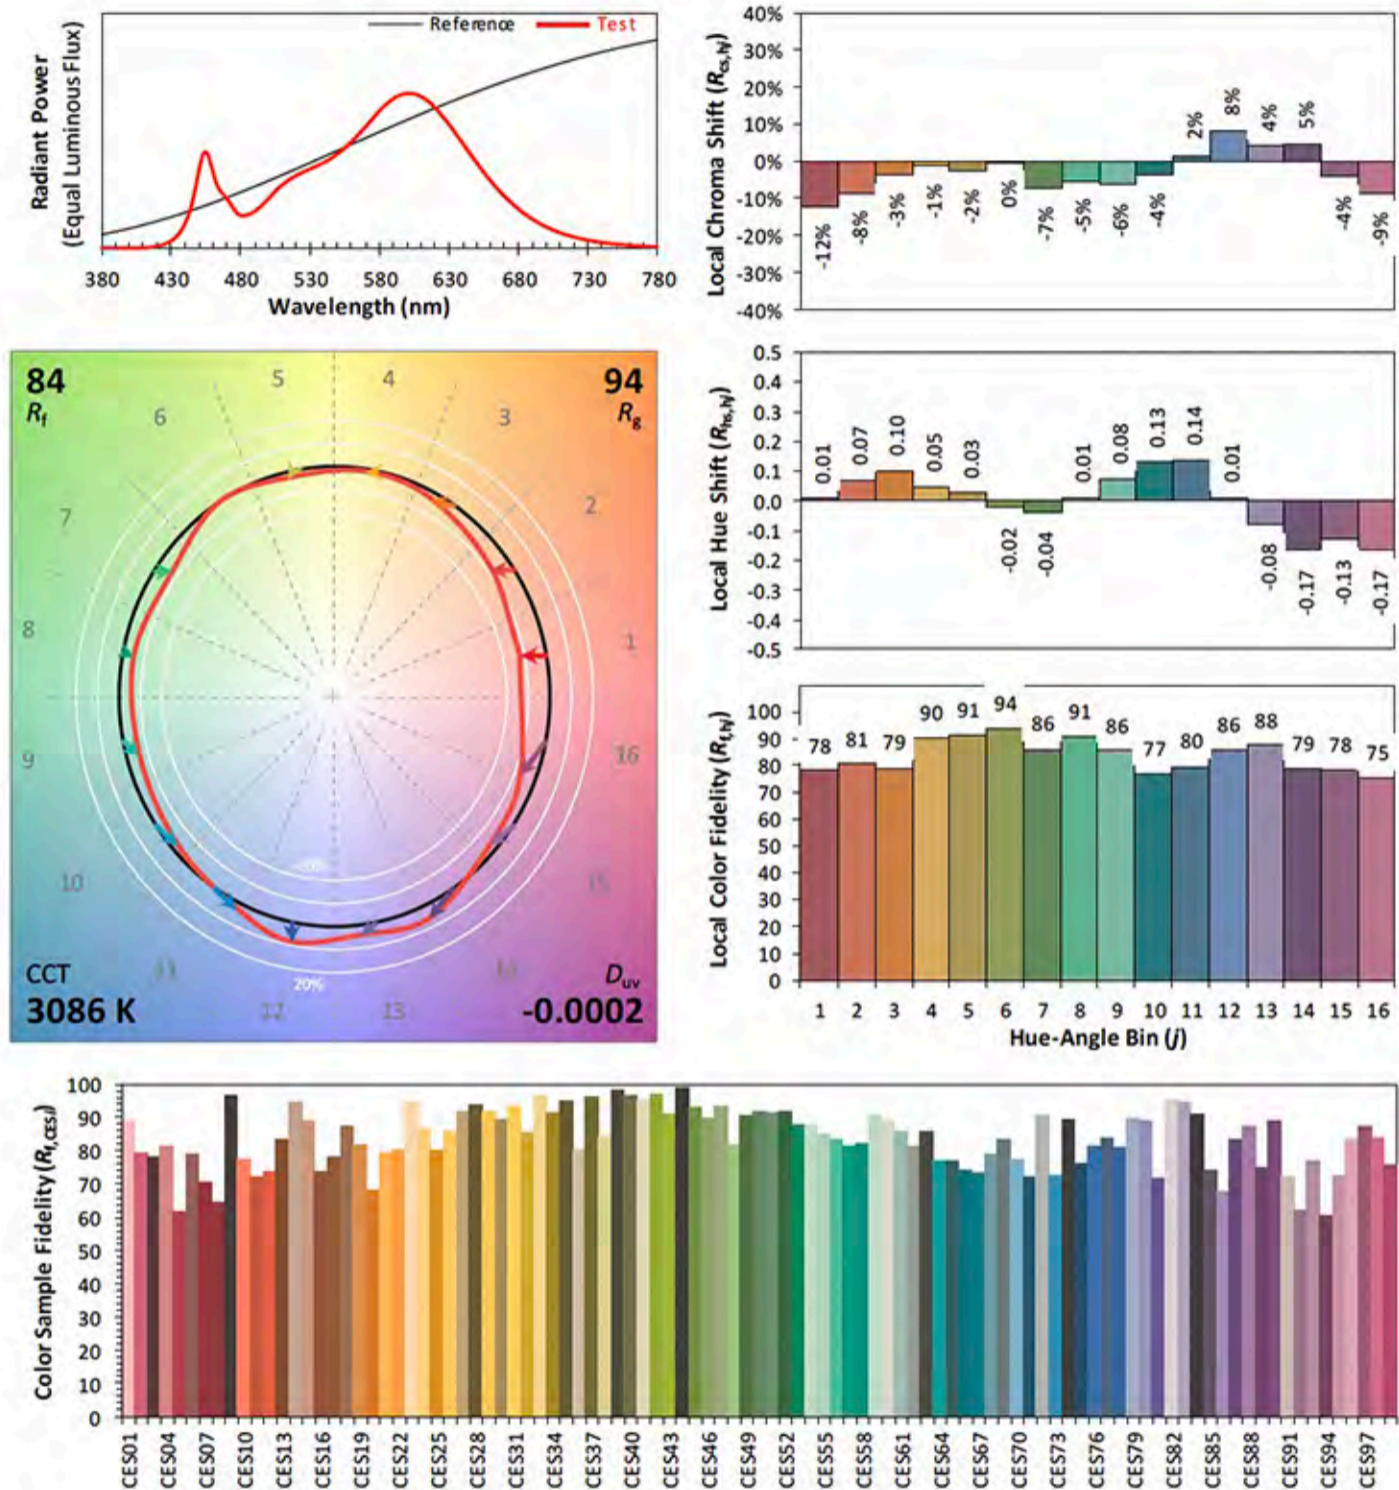 Reference Test
Radiant Power
(Equal Luminous Flux)
380 430 480 530 580 630 680 730 780
Wavelength (nm)
Local Chroma Shift (Rcs,hj)
40%
30%
20%
10%
0%
-10%
-20%
-30%
-40%
-12% -8% -3% -1% -2% 0% -7% -5% -6% -4% 2% 8% 4% 5% -4% -9%
84
Rf
94
Rg
5 4
6 3
7 2
8 1
9 16
10 15
11 14
12 13
20%
CCT
3086 K
Duv
-0.0002
Local Hue Shift (Rhs,hj)
0.5
0.4
0.3
0.2
0.1
0.0
-0.1
-0.2
-0.3
-0.4
-0.5
0.01 0.07 0.10 0.05 0.03 -0.02 -0.04 0.01 0.08 0.13 0.14 0.01 -0.08 -0.17 -0.13 -0.17
Local Color Fidelity (Rf,hj)
100
90
80
70
60
50
40
30
20
10
0
78 81 79 90 91 94 86 91 86 77 80 86 88 79 78 75
1 2 3 4 5 6 7 8 9 10 11 12 13 14 15 16
Hue-Angle Bin (j)
Color Sample Fidelity (Rf,CESi)
100
90
80
70
60
50
40
30
20
10
0
CES01 CES04 CES07 CES10 CES13 CES16 CES19 CES22 CES25 CES28 CES31 CES34 CES37 CES40 CES43 CES46 CES49 CES52 CES55 CES58 CES61 CES64 CES67 CES70 CES73 CES76 CES79 CES82 CES85 CES88 CES91 CES94 CES97